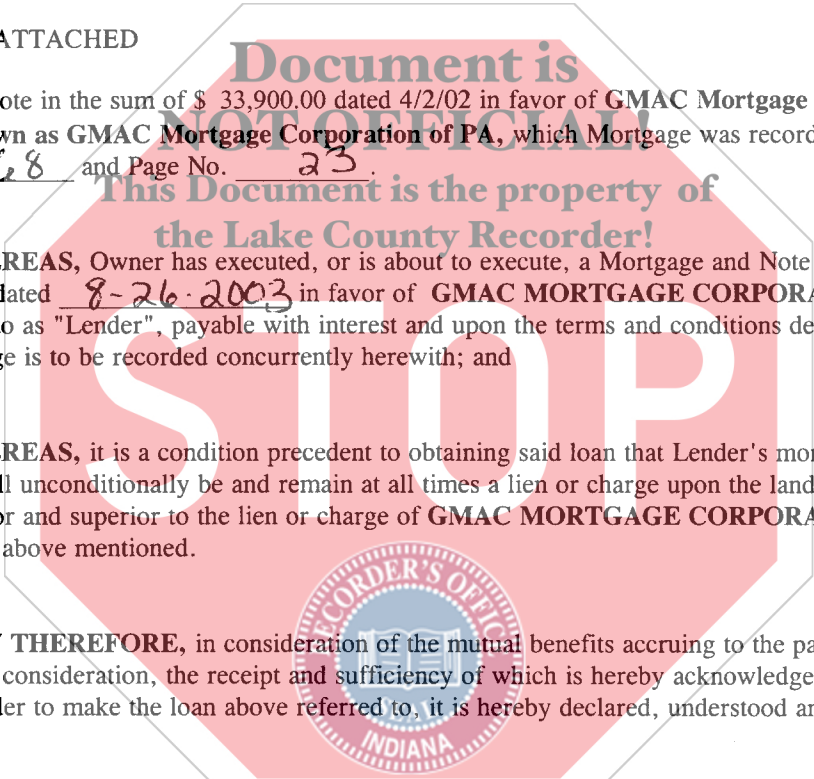 ATTACHED
Document is
ote in the sum of $ 33,900.00 dated 4/2/02 in favor of GMAC Mortgage
NOT OFFICIAL!
wn as GMAC Mortgage Corporation of PA, which Mortgage was record
68 and Page No. 23.
This Document is the property of
the Lake County Recorder!
REAS, Owner has executed, or is about to execute, a Mortgage and Note
dated 8-26-2003 in favor of GMAC MORTGAGE CORPORA
o as "Lender", payable with interest and upon the terms and conditions de
ge is to be recorded concurrently herewith; and
STOP
REAS, it is a condition precedent to obtaining said loan that Lender's mor
ll unconditionally be and remain at all times a lien or charge upon the land
or and superior to the lien or charge of GMAC MORTGAGE CORPORA
above mentioned.
RECORDER'S OFFICE
THEREFORE, in consideration of the mutual benefits accruing to the pa
consideration, the receipt and sufficiency of which is hereby acknowledge
der to make the loan above referred to, it is hereby declared, understood an
SEAL
INDIANA